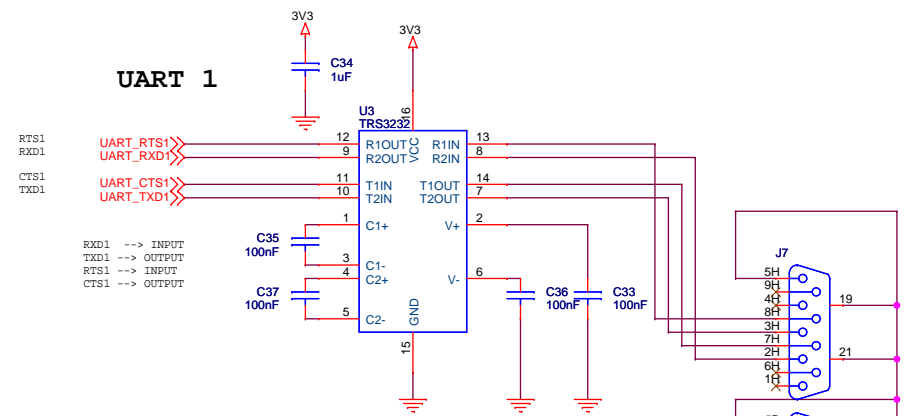 3V3
3V3
C34
1uF
UART 1
U3
TRS3232
16
RTS1
UART_RTS1
12
R1OUT
VCC
R1IN
13
RXD1
UART_RXD1
9
R2OUT
R2IN
8
CTS1
UART_CTS1
11
T1IN
T1OUT
14
TXD1
UART_TXD1
10
T2IN
T2OUT
7
1
C1+
V+
2
C35
100nF
RXD1 --> INPUT
TXD1 --> OUTPUT
RTS1 --> INPUT
CTS1 --> OUTPUT
3
C1-
4
C2+
V-
6
C37
100nF
C36
100nF
C33
100nF
5
C2-
GND
15
J7
5H
9H
4H
19
8H
3H
7H
2H
21
6H
1H